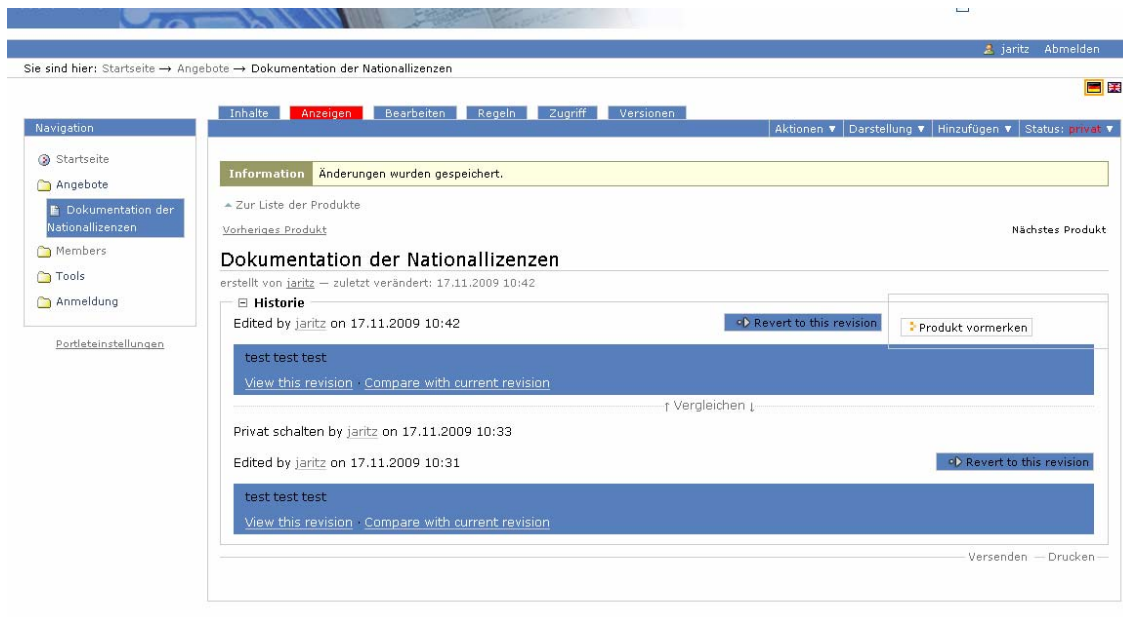 jaritz Abmelden
Sie sind hier: Startseite → Angebote → Dokumentation der Nationallizenzen
Inhalte Anzeigen Bearbeiten Regeln Zugriff Versionen
Navigation
Aktionen ▼ Darstellung ▼ Hinzufügen ▼ Status: privat ▼
Startseite
Angebote
Dokumentation der
Nationallizenzen
Members
Tools
Anmeldung
Portleteinstellungen
Information Änderungen wurden gespeichert.
Zur Liste der Produkte
Vorheriges Produkt Nächstes Produkt
Dokumentation der Nationallizenzen
erstellt von jaritz — zuletzt verändert: 17.11.2009 10:42
Historie
Edited by jaritz on 17.11.2009 10:42 Revert to this revision Produkt vormerken
test test test
View this revision · Compare with current revision
↑ Vergleichen ↓
Privat schalten by jaritz on 17.11.2009 10:33
Edited by jaritz on 17.11.2009 10:31 Revert to this revision
test test test
View this revision · Compare with current revision
Versenden — Drucken —